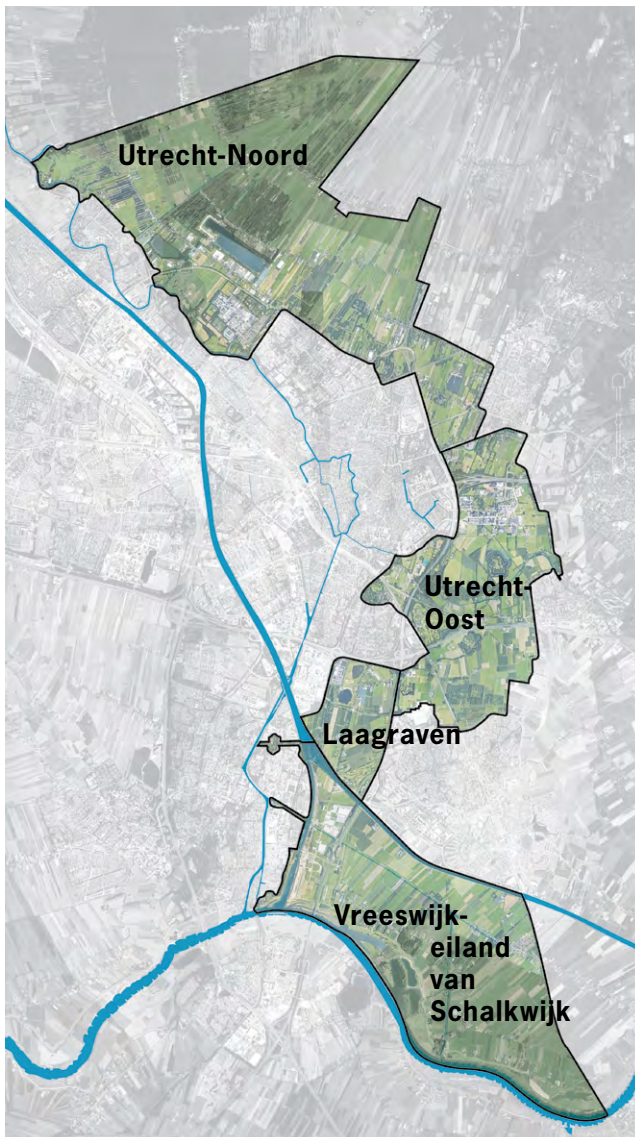 Utrecht-Noord
Utrecht-
Oost
Laagraven
Vreeswijk-
eiland
van
Schalkwijk